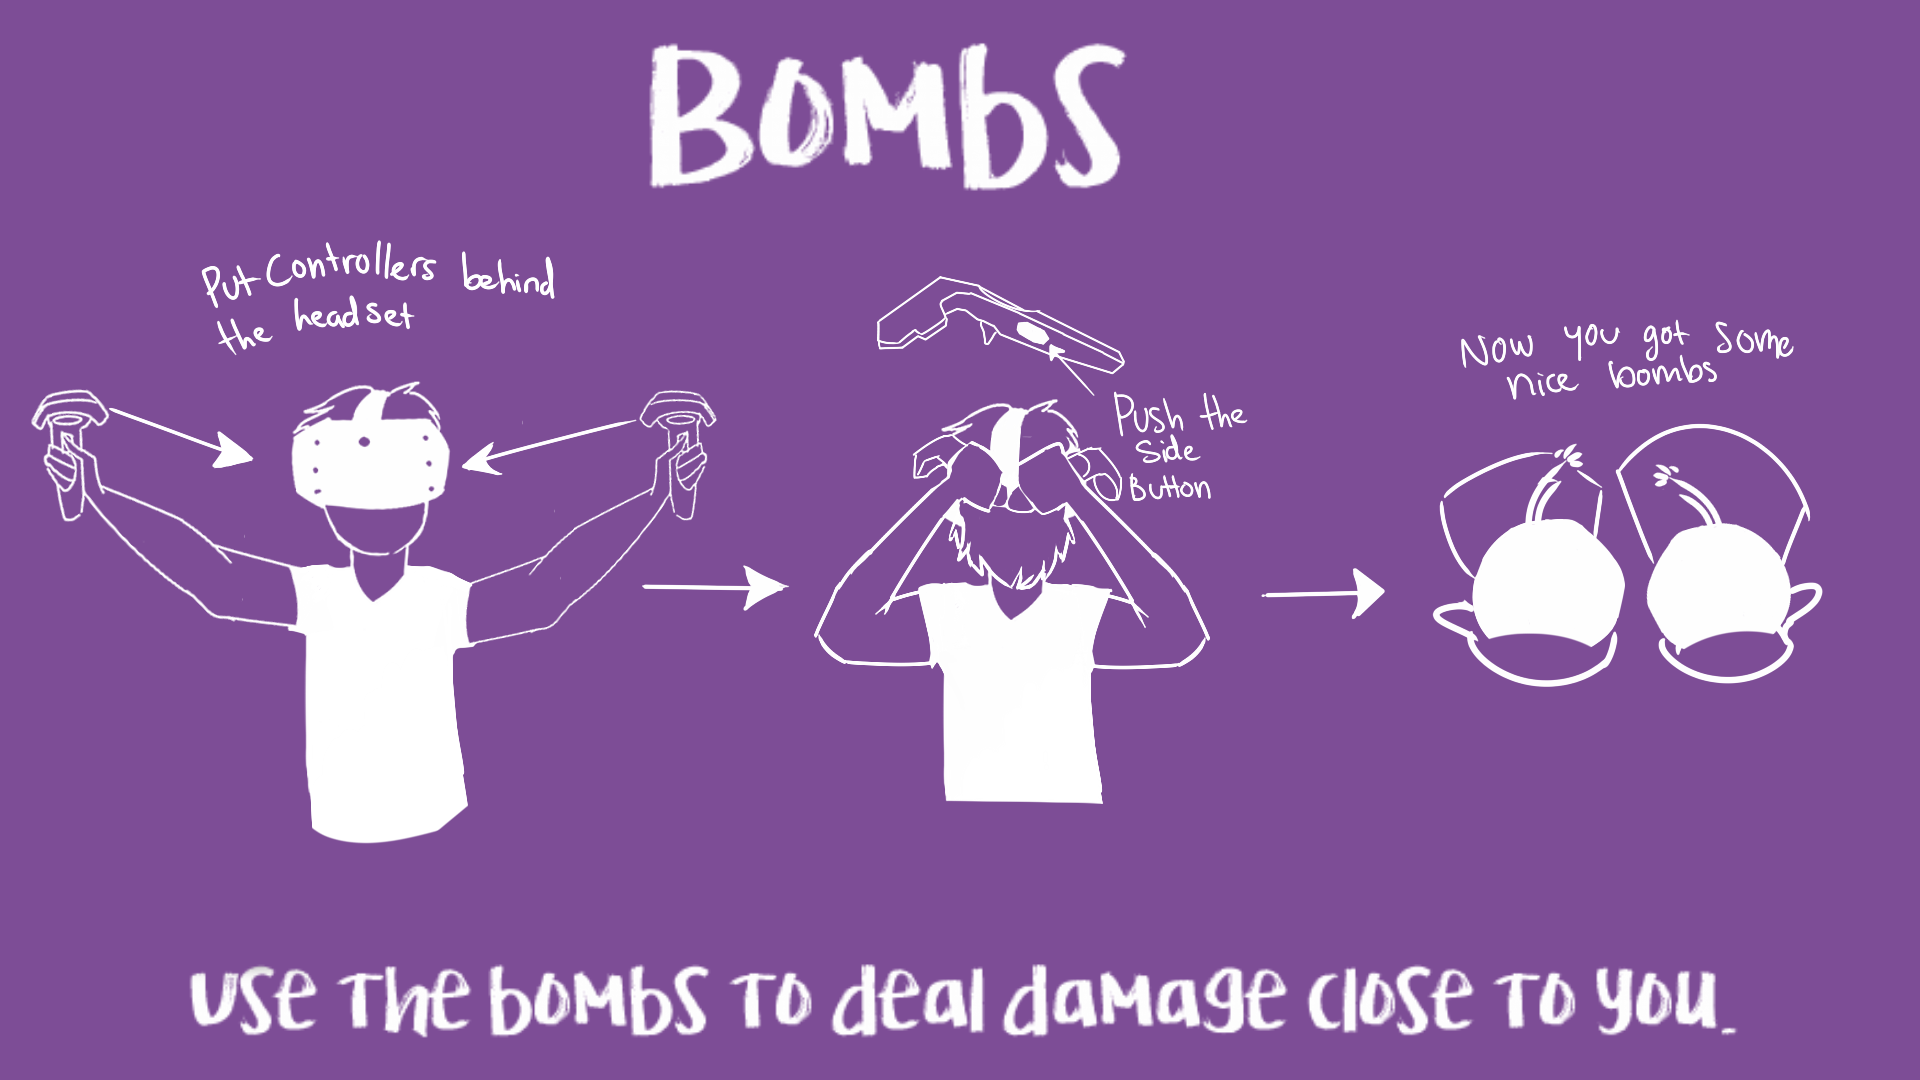 BOMbS
Put Controllers behind
the headset
Push the
Side
Button
Now you got some
nice bombs
Use The bombs to deal damage close to you.